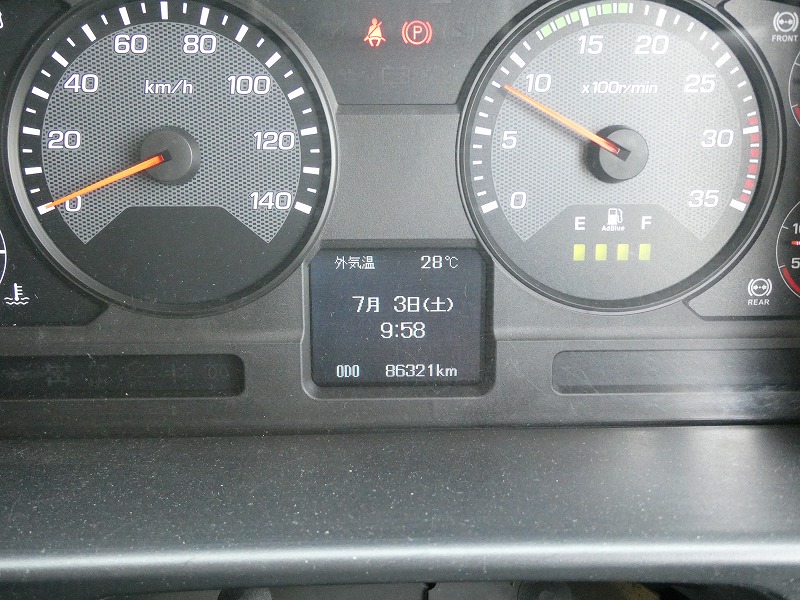 0
20
40
60
80
100
120
140
km/h
P
0
5
10
15
20
25
30
35
x100r/min
E
F
AdBlue
外気温 28℃
7月 3日(土)
9:58
ODO 86321km
FRONT
REAR